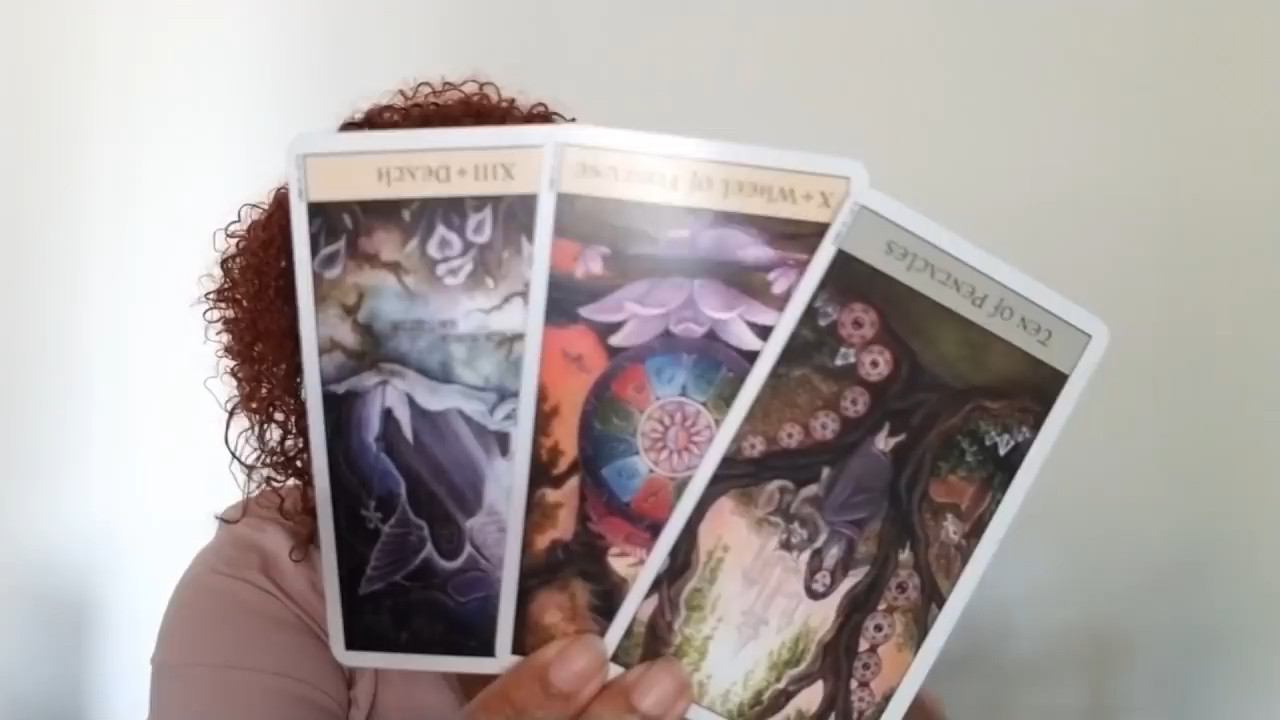 XIII + Death
X + Wheel of Fortune
Ten of Pentacles